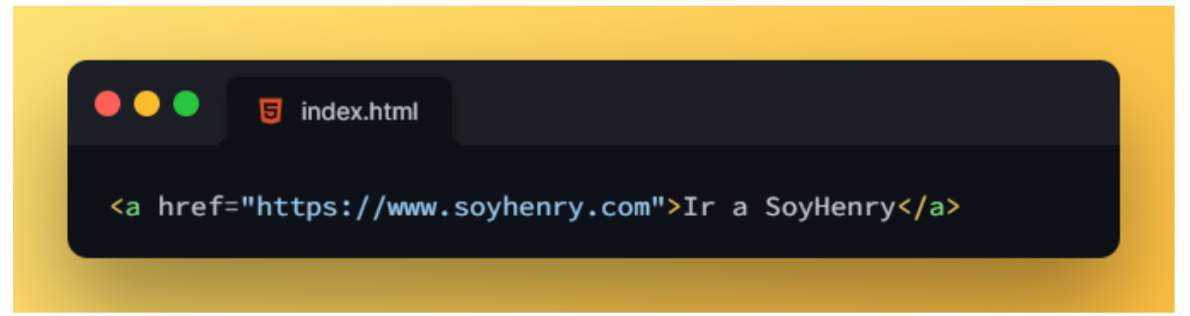 index.html
<a href="https://www.soyhenry.com">Ir a SoyHenry</a>